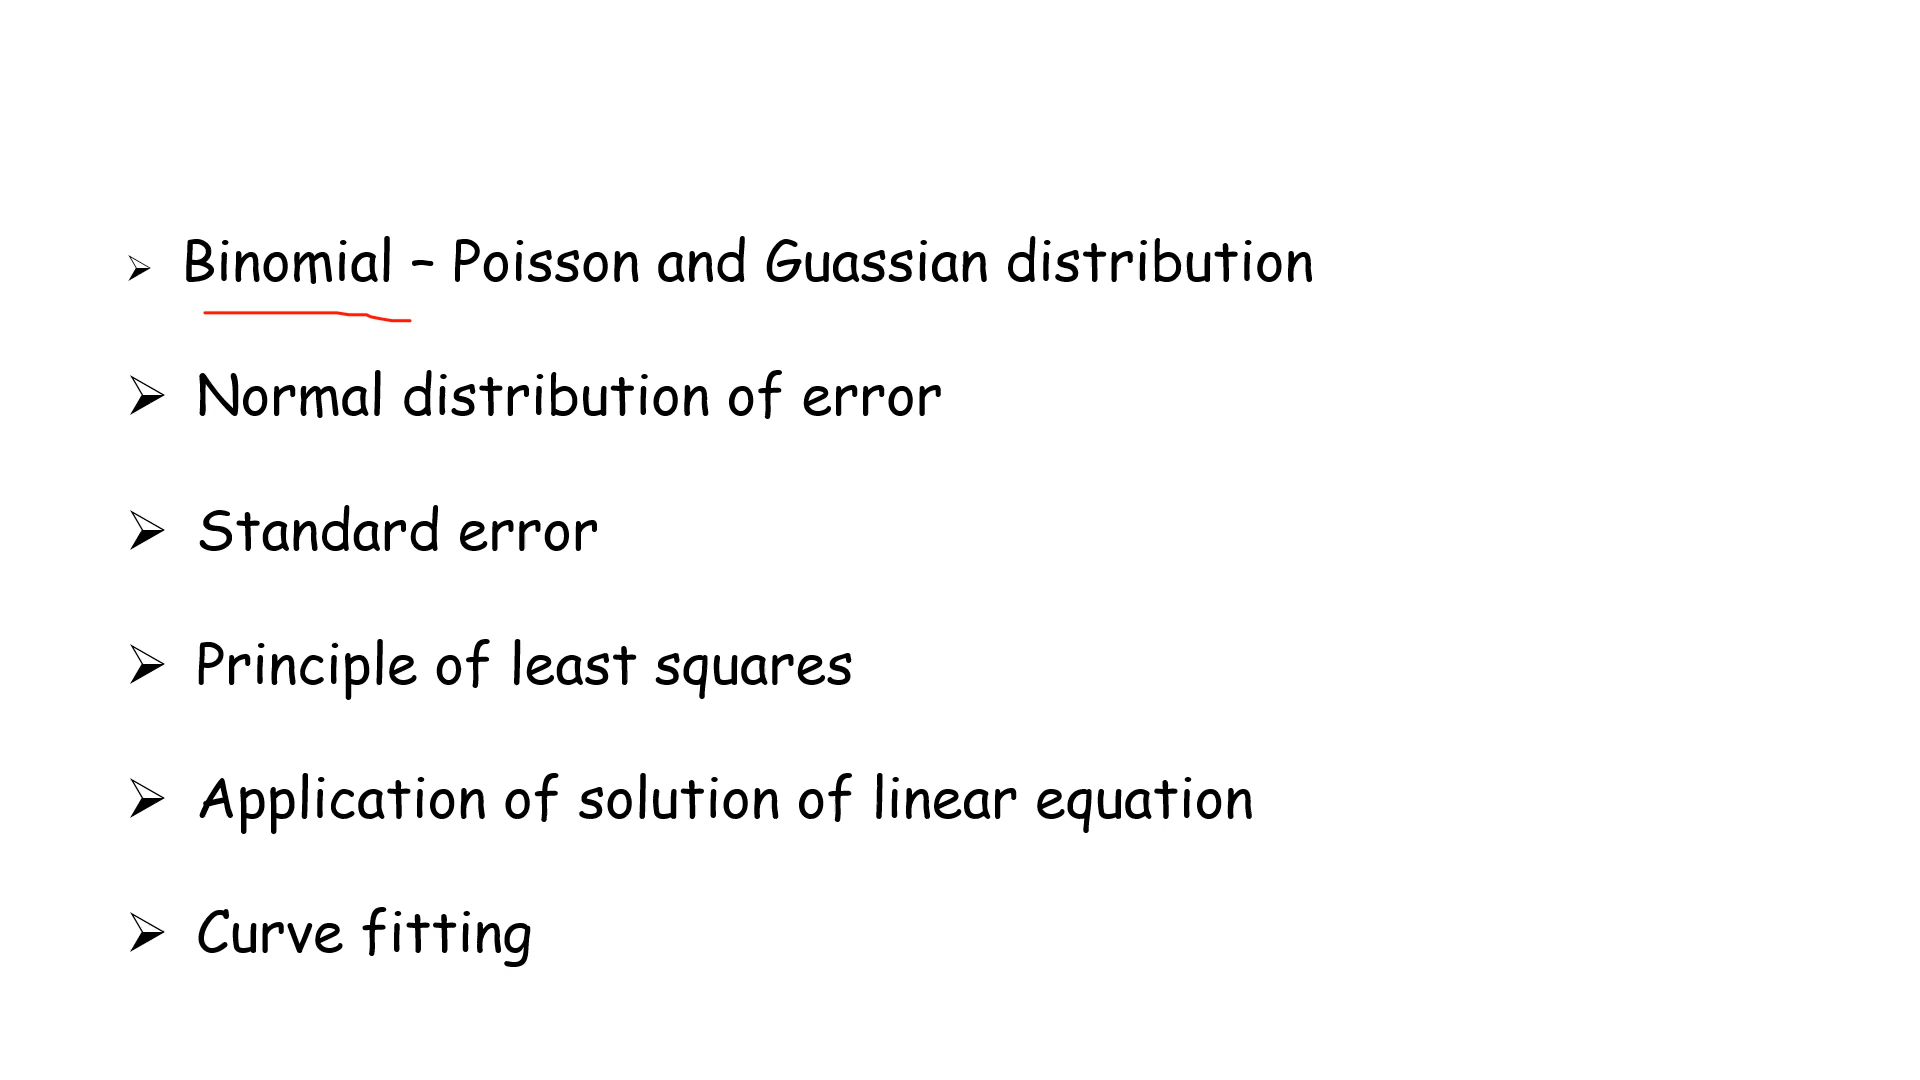 ➢ Binomial – Poisson and Guassian distribution
➢ Normal distribution of error
➢ Standard error
➢ Principle of least squares
➢ Application of solution of linear equation
➢ Curve fitting